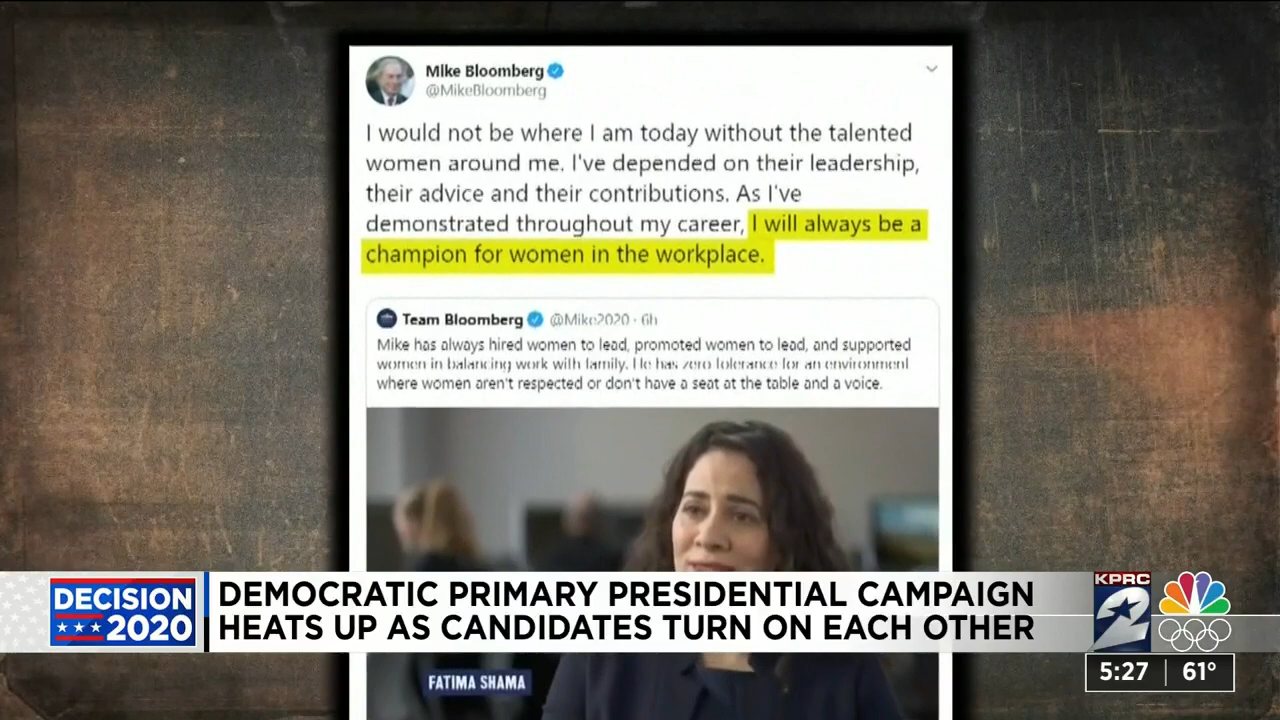 Mike Bloomberg
@MikeBloomberg
I would not be where I am today without the talented
women around me. I've depended on their leadership,
their advice and their contributions. As I've
demonstrated throughout my career, I will always be a
champion for women in the workplace.
Team Bloomberg @Mike2020 · 6h
Mike has always hired women to lead, promoted women to lead, and supported
women in balancing work with family. He has zero tolerance for an environment
where women aren't respected or don't have a seat at the table and a voice.
FATIMA SHAMA
DECISION
2020
DEMOCRATIC PRIMARY PRESIDENTIAL CAMPAIGN
HEATS UP AS CANDIDATES TURN ON EACH OTHER
KPRC
2
5:27 | 61°